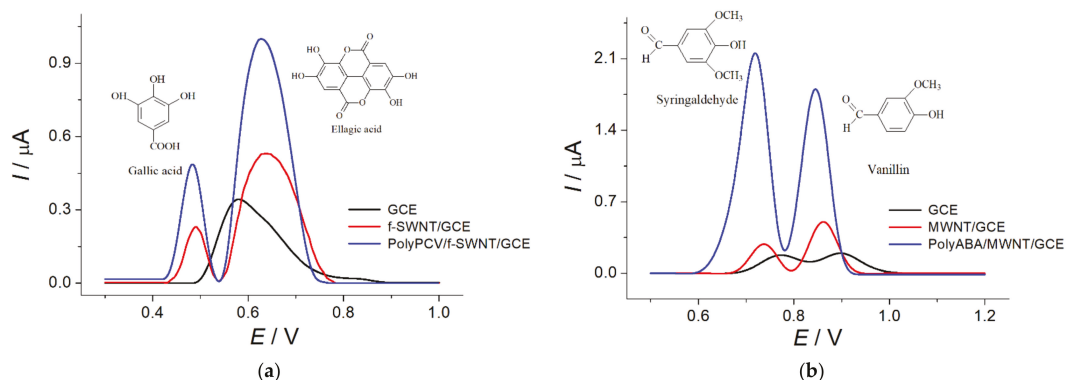 (a)
I / μA
0.9
0.6
0.3
0.0
0.4
0.6
0.8
1.0
E / V
OH
HO
OH
COOH
Gallic acid
O
O
HO
HO
OH
OH
O
O
Ellagic acid
GCE
f-SWNT/GCE
PolyPCV/f-SWNT/GCE
(b)
I / μA
2.1
1.4
0.7
0.0
0.6
0.8
1.0
1.2
E / V
OCH3
O
C
H
OH
OCH3
Syringaldehyde
OCH3
O
C
H
OH
Vanillin
GCE
MWNT/GCE
PolyABA/MWNT/GCE